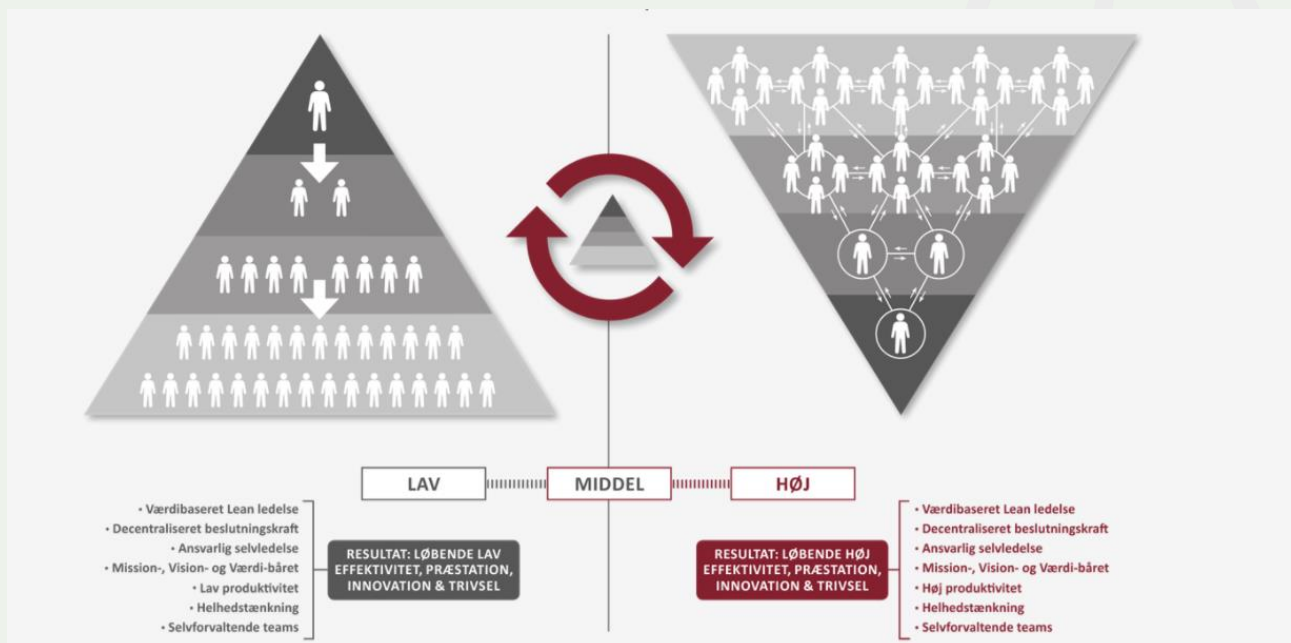 LAV
MIDDEL
HØJ
• Værdibaseret Lean ledelse
• Decentraliseret beslutningskraft
• Ansvarlig selvledelse
• Mission-, Vision- og Værdi-båret
• Lav produktivitet
• Helhedstænkning
• Selvforvaltende teams
RESULTAT: LØBENDE LAV
EFFEKTIVITET, PRÆSTATION,
INNOVATION & TRIVSEL
RESULTAT: LØBENDE HØJ
EFFEKTIVITET, PRÆSTATION,
INNOVATION & TRIVSEL
• Værdibaseret Lean ledelse
• Decentraliseret beslutningskraft
• Ansvarlig selvledelse
• Mission-, Vision- og Værdi-båret
• Høj produktivitet
• Helhedstænkning
• Selvforvaltende teams